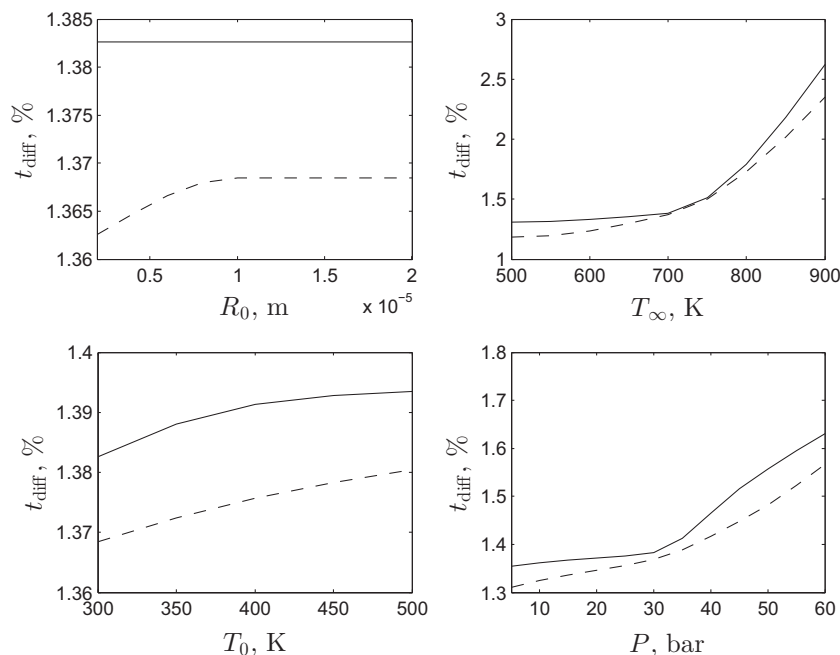 1.385
1.38
1.375
1.37
1.365
1.36
t_diff, %
0.5 1 1.5 2
x 10^-5
R_0, m
2.5
2
1.5
1
t_diff, %
500 600 700 800 900
T_∞, K
1.4
1.39
1.38
1.37
1.36
t_diff, %
300 350 400 450 500
T_0, K
1.8
1.7
1.6
1.5
1.4
1.3
t_diff, %
10 20 30 40 50 60
P, bar